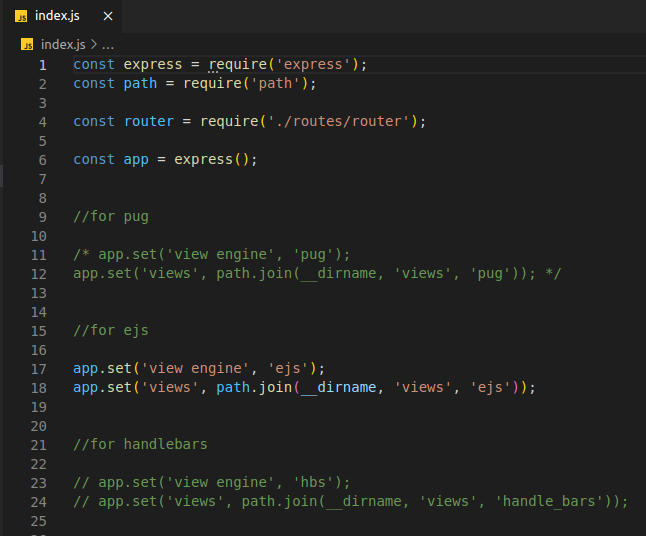 JS index.js ×
JS index.js > ...
1 const express = require('express');
2 const path = require('path');
3
4 const router = require('./routes/router');
5
6 const app = express();
7
8
9 //for pug
10
11 /* app.set('view engine', 'pug');
12 app.set('views', path.join(__dirname, 'views', 'pug')); */
13
14
15 //for ejs
16
17 app.set('view engine', 'ejs');
18 app.set('views', path.join(__dirname, 'views', 'ejs'));
19
20
21 //for handlebars
22
23 // app.set('view engine', 'hbs');
24 // app.set('views', path.join(__dirname, 'views', 'handle_bars'));
25